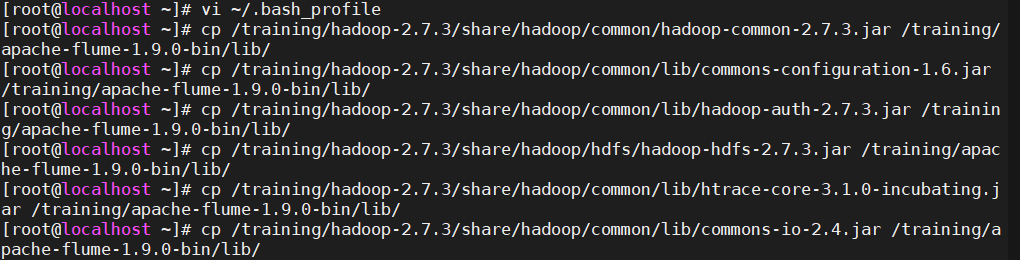 [root@localhost ~]# vi ~/.bash_profile
[root@localhost ~]# cp /training/hadoop-2.7.3/share/hadoop/common/hadoop-common-2.7.3.jar /training/
apache-flume-1.9.0-bin/lib/
[root@localhost ~]# cp /training/hadoop-2.7.3/share/hadoop/common/lib/commons-configuration-1.6.jar
/training/apache-flume-1.9.0-bin/lib/
[root@localhost ~]# cp /training/hadoop-2.7.3/share/hadoop/common/lib/hadoop-auth-2.7.3.jar /trainin
g/apache-flume-1.9.0-bin/lib/
[root@localhost ~]# cp /training/hadoop-2.7.3/share/hadoop/hdfs/hadoop-hdfs-2.7.3.jar /training/apac
he-flume-1.9.0-bin/lib/
[root@localhost ~]# cp /training/hadoop-2.7.3/share/hadoop/common/lib/htrace-core-3.1.0-incubating.j
ar /training/apache-flume-1.9.0-bin/lib/
[root@localhost ~]# cp /training/hadoop-2.7.3/share/hadoop/common/lib/commons-io-2.4.jar /training/a
pache-flume-1.9.0-bin/lib/